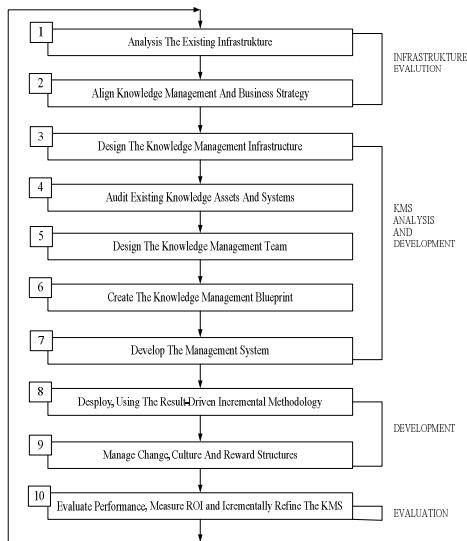 1
Analysis The Existing Infrastrukture
INFRASTRUKTURE
EVALUTION
2
Align Knowledge Management And Business Strategy
3
Design The Knowledge Management Infrastructure
4
Audit Existing Knowledge Assets And Systems
KMS
ANALYSIS
AND
DEVELOPMENT
5
Design The Knowledge Management Team
6
Create The Knowledge Management Blueprint
7
Develop The Management System
8
Desploy, Using The Result-Driven Incremental Methodology
DEVELOPMENT
9
Manage Change, Culture And Reward Structures
10
Evaluate Performance, Measure ROI and Icrementally Refine The KMS
EVALUATION